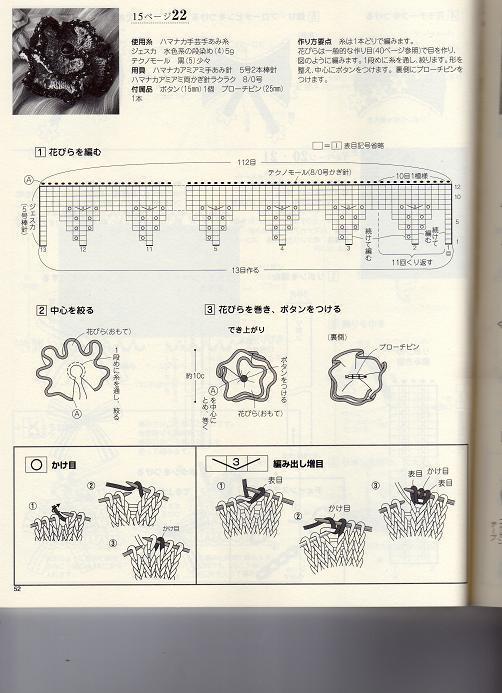 15ページ22
使用糸　ハマナカ手芸手あみ糸
ジェスカ　水色系の段染め(4)5g
テクノモール　黒(5)少々
用具　ハマナカアミアミ手あみ針　5号2本棒針
ハマナカアミアミ両かぎ針ラクラク　8/0号
付属品　ボタン(15mm)1個　ブローチピン(25mm)
1本
作り方要点　糸は1本どりで編みます。
花びらは一般的な作り目(40ページ参照)で目を作り、
図のように編みます。1段めに糸を通し、絞ります。形を
整え、中心にボタンをつけます。裏側にブローチピンを
つけます。
□=|表目記号省略
1 花びらを編む
112目
テクノモール(8/0号かぎ針)
10目1模様
A
ジェスカ(5号棒針)
12
10
5
1
続けて編む
続けて編む
13
12
11
5
4
3
2
1目
11回くり返す
13目作る
2 中心を絞る
花びら(おもて)
1段めに糸を通し、絞る
A
3 花びらを巻き、ボタンをつける
でき上がり
約10c
Aを中心にとめ、巻く
ボタンをつける
花びら(おもて)
(裏側)
ブローチピン
○ かけ目
①
②
③
かけ目
3 編み出し増目
①
表目
②
かけ目
③
表目
かけ目
表目
52